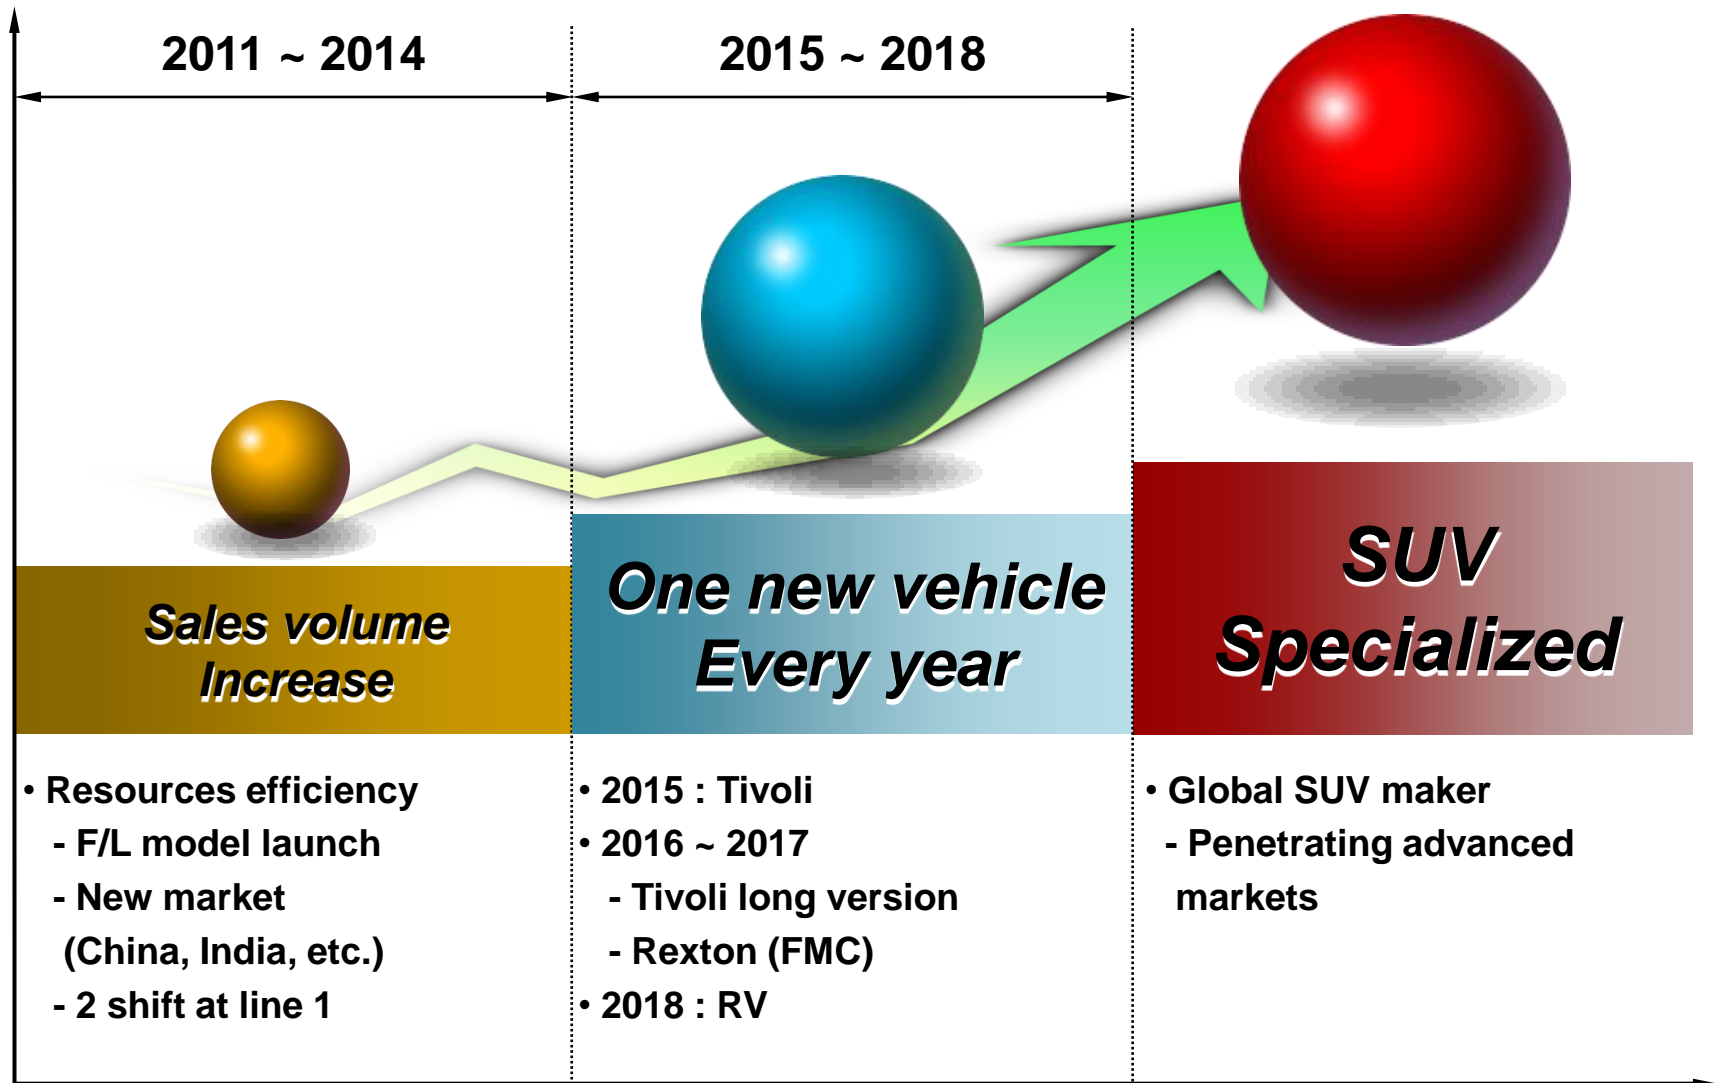 2011 ~ 2014
2015 ~ 2018
Sales volume
Increase
One new vehicle
Every year
SUV
Specialized
• Resources efficiency
- F/L model launch
- New market
(China, India, etc.)
- 2 shift at line 1
• 2015 : Tivoli
• 2016 ~ 2017
- Tivoli long version
- Rexton (FMC)
• 2018 : RV
• Global SUV maker
- Penetrating advanced
markets